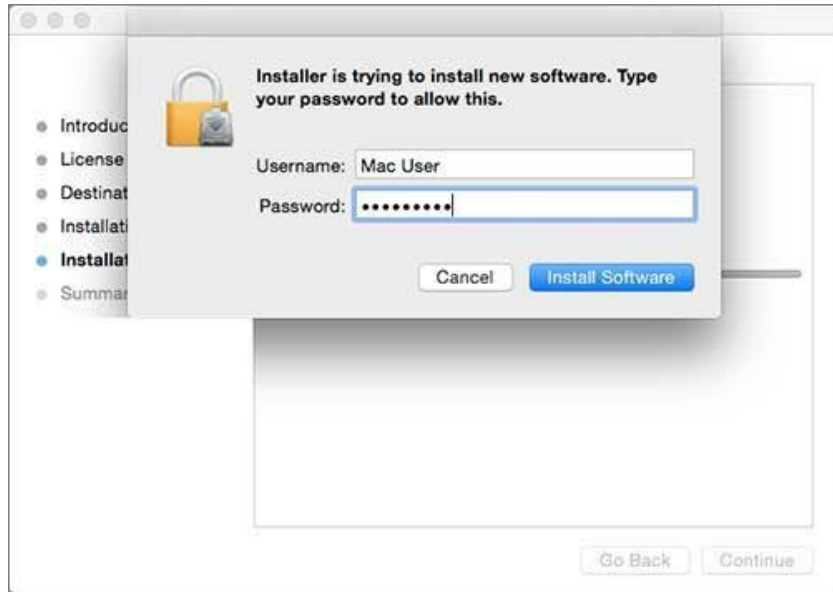 Installer is trying to install new software. Type
your password to allow this.
Username: Mac User
Password: •••••••••
Cancel Install Software
Introduc
License
Destinat
Installati
Installat
Summar
Go Back Continue